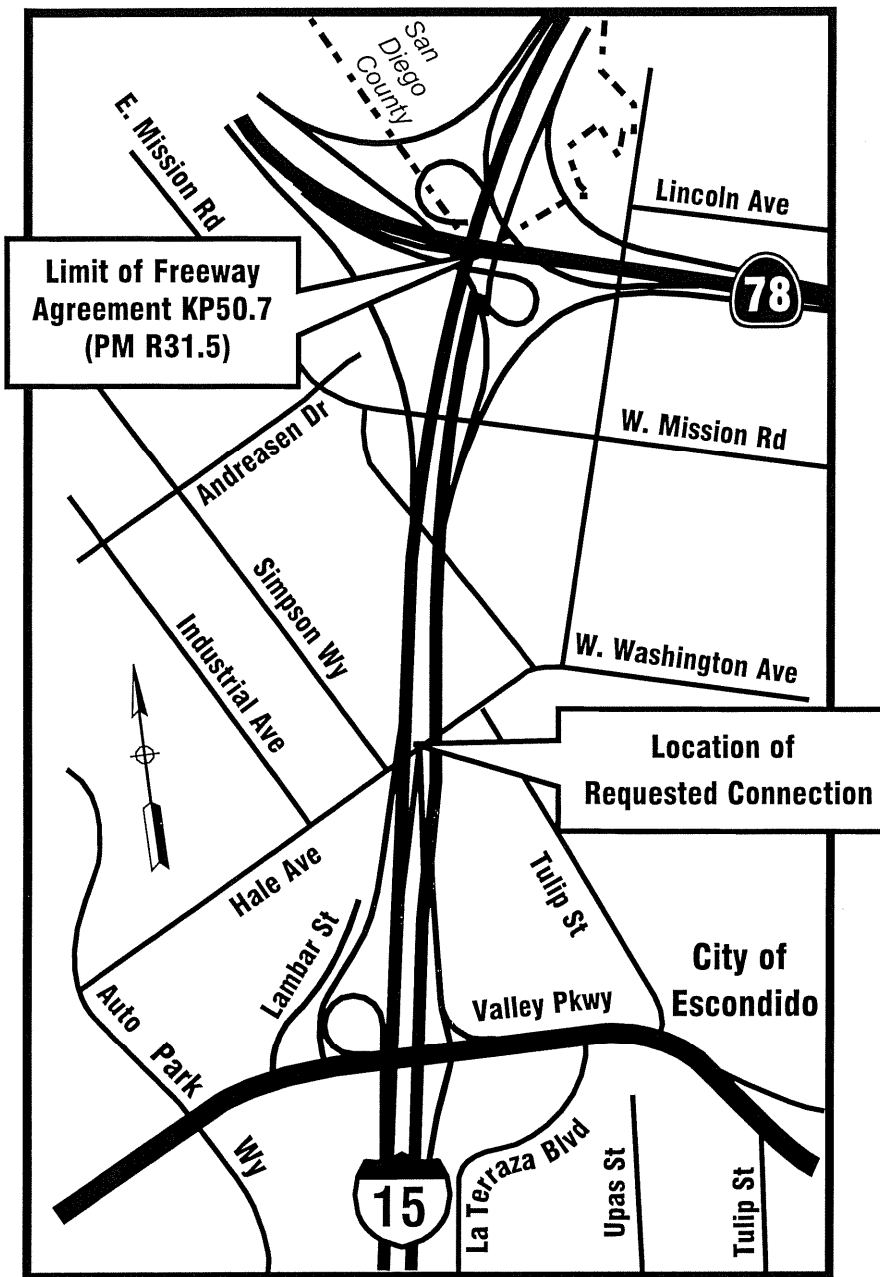 San
Diego
County
E. Mission Rd
Lincoln Ave
Limit of Freeway
Agreement KP50.7
(PM R31.5)
78
Andreasen Dr
W. Mission Rd
Simpson Wy
Industrial Ave
W. Washington Ave
Location of
Requested Connection
Hale Ave
Tulip St
Lambar St
City of
Escondido
Auto Park Wy
Valley Pkwy
15
La Terraza Blvd
Upas St
Tulip St